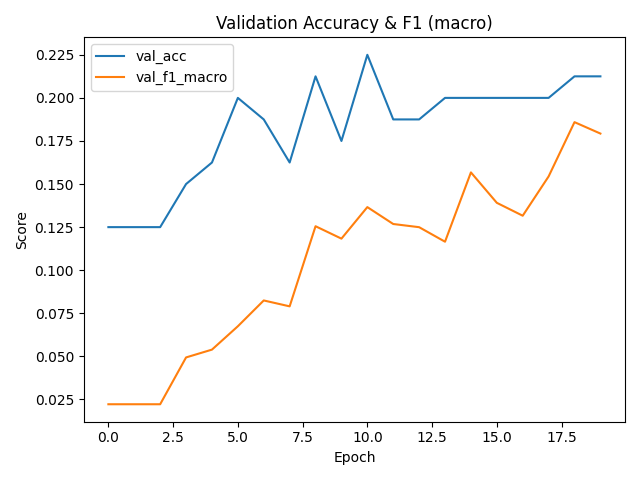 Validation Accuracy & F1 (macro)
val_acc
val_f1_macro
0.225
0.200
0.175
0.150
0.125
0.100
0.075
0.050
0.025
Score
0.0 2.5 5.0 7.5 10.0 12.5 15.0 17.5
Epoch